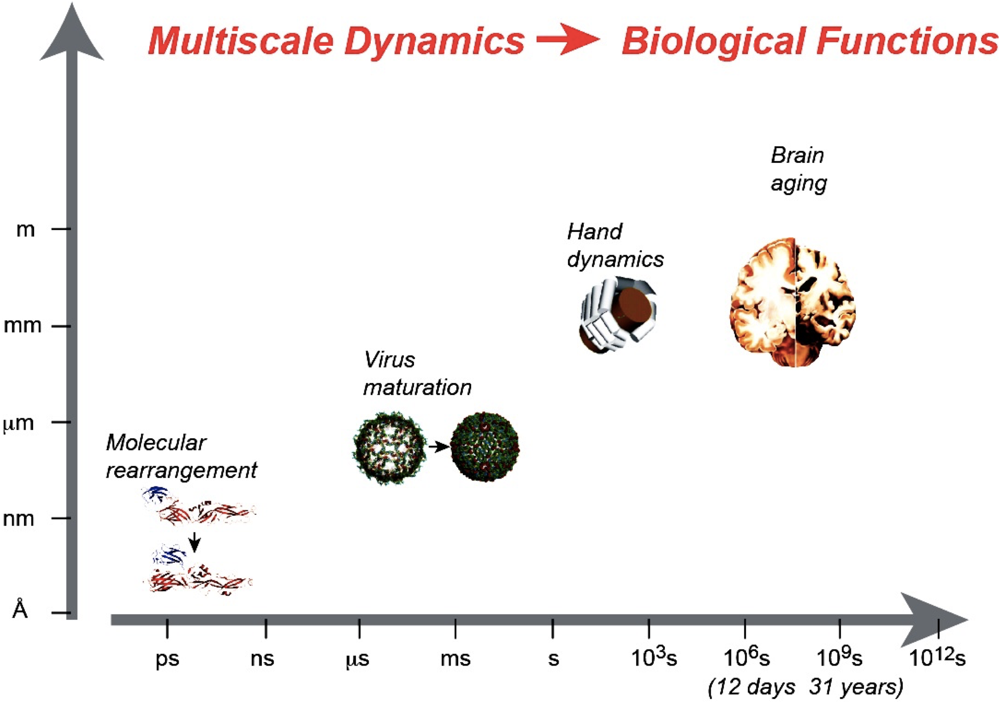 Multiscale Dynamics → Biological Functions
Brain
aging
m
Hand
dynamics
mm
Virus
maturation
μm
Molecular
rearrangement
nm
Å
ps ns μs ms s 10³s 10⁶s 10⁹s 10¹²s
(12 days 31 years)